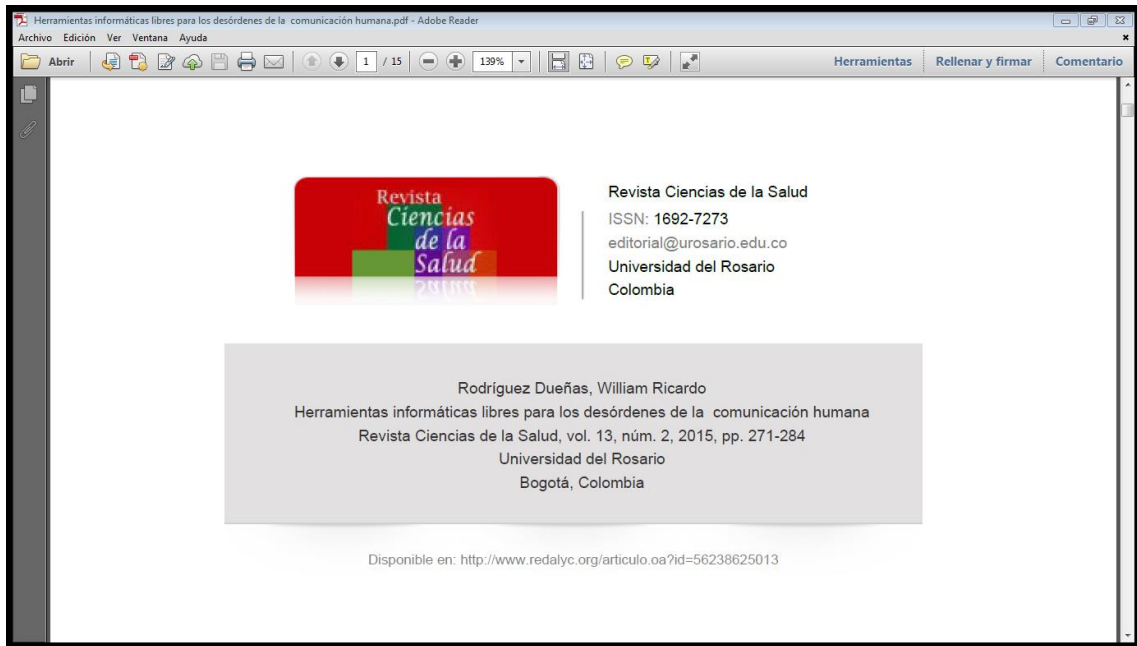 Herramientas informáticas libres para los desórdenes de la  comunicación humana.pdf - Adobe Reader
Archivo Edición Ver Ventana Ayuda
Abrir 1 / 15 139% Herramientas Rellenar y firmar Comentario
Revista
Ciencias
de la
Salud
Revista Ciencias de la Salud
ISSN: 1692-7273
editorial@urosario.edu.co
Universidad del Rosario
Colombia
Rodríguez Dueñas, William Ricardo
Herramientas informáticas libres para los desórdenes de la  comunicación humana
Revista Ciencias de la Salud, vol. 13, núm. 2, 2015, pp. 271-284
Universidad del Rosario
Bogotá, Colombia
Disponible en: http://www.redalyc.org/articulo.oa?id=56238625013